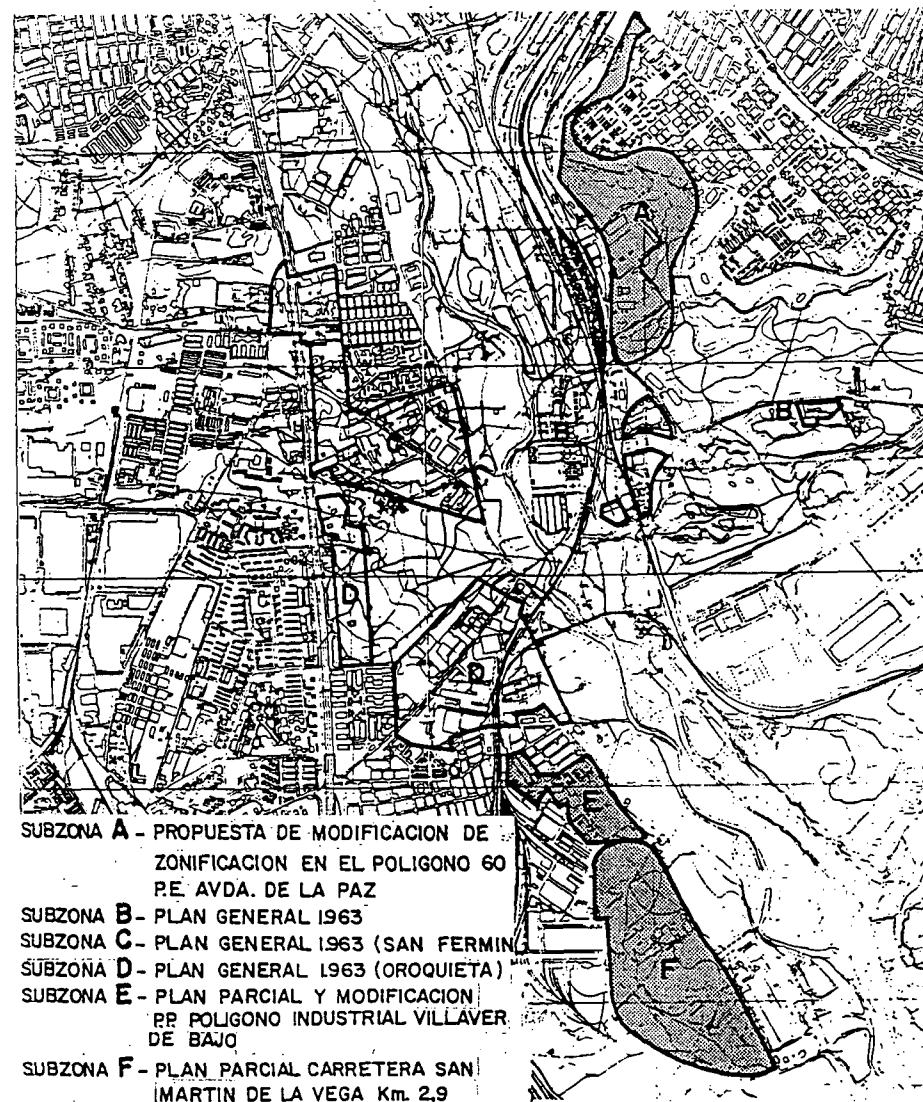 A
B
C
D
D
E
F
SUBZONA A - PROPUESTA DE MODIFICACION DE
ZONIFICACION EN EL POLIGONO 60
P.E. AVDA. DE LA PAZ
SUBZONA B - PLAN GENERAL 1963
SUBZONA C - PLAN GENERAL 1963 (SAN FERMIN
SUBZONA D - PLAN GENERAL 1963 (OROQUIETA)
SUBZONA E - PLAN PARCIAL Y MODIFICACION
P.P. POLIGONO INDUSTRIAL VILLAVER
DE BAJO
SUBZONA F - PLAN PARCIAL CARRETERA SAN
MARTIN DE LA VEGA Km. 2,9